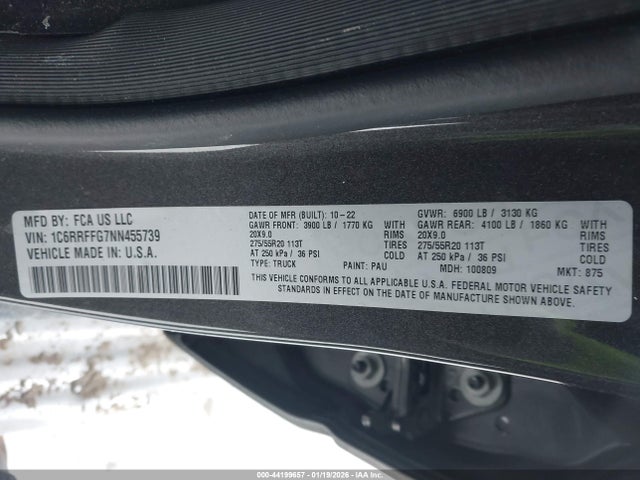 MFD BY: FCA US LLC
VIN: 1C6RRFFG7NN455739
VEHICLE MADE IN: U.S.A.
DATE OF MFR (BUILT): 10-22
GAWR FRONT: 3900 LB / 1770 KG
20X9.0 RIMS
275/55R20 113T TIRES
AT 250 kPa / 36 PSI COLD
TYPE: TRUCK PAINT: PAU
GVWR: 6900 LB / 3130 KG
GAWR REAR: 4100 LB / 1860 KG
20X9.0 RIMS
275/55R20 113T TIRES
AT 250 kPa / 36 PSI COLD
MDH: 100809 MKT: 875
THIS VEHICLE CONFORMS TO ALL APPLICABLE U.S.A. FEDERAL MOTOR VEHICLE SAFETY
STANDARDS IN EFFECT ON THE DATE OF MANUFACTURE SHOWN ABOVE.
000-44199657 - 01/19/2026 - IAAI.COM